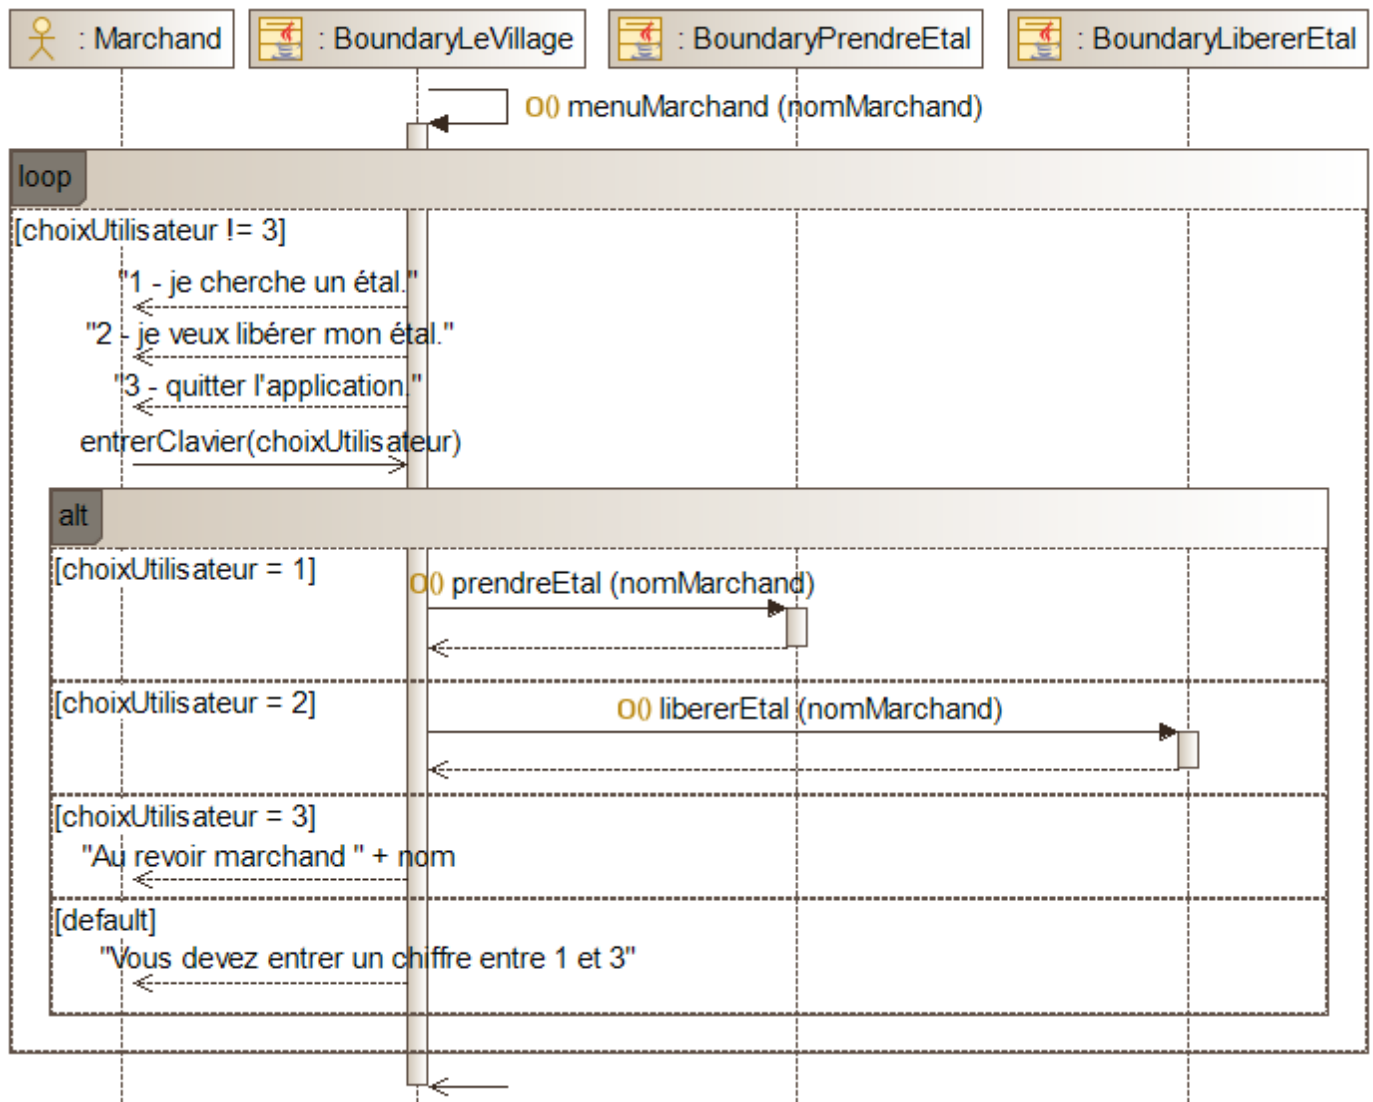 : Marchand
: BoundaryLeVillage
: BoundaryPrendreEtal
: BoundaryLibererEtal
O() menuMarchand (nomMarchand)
loop
[choixUtilisateur != 3]
"1 - je cherche un étal."
"2 - je veux libérer mon étal."
"3 - quitter l'application."
entrerClavier(choixUtilisateur)
alt
[choixUtilisateur = 1]
O() prendreEtal (nomMarchand)
[choixUtilisateur = 2]
O() libererEtal (nomMarchand)
[choixUtilisateur = 3]
"Au revoir marchand " + nom
[default]
"Vous devez entrer un chiffre entre 1 et 3"